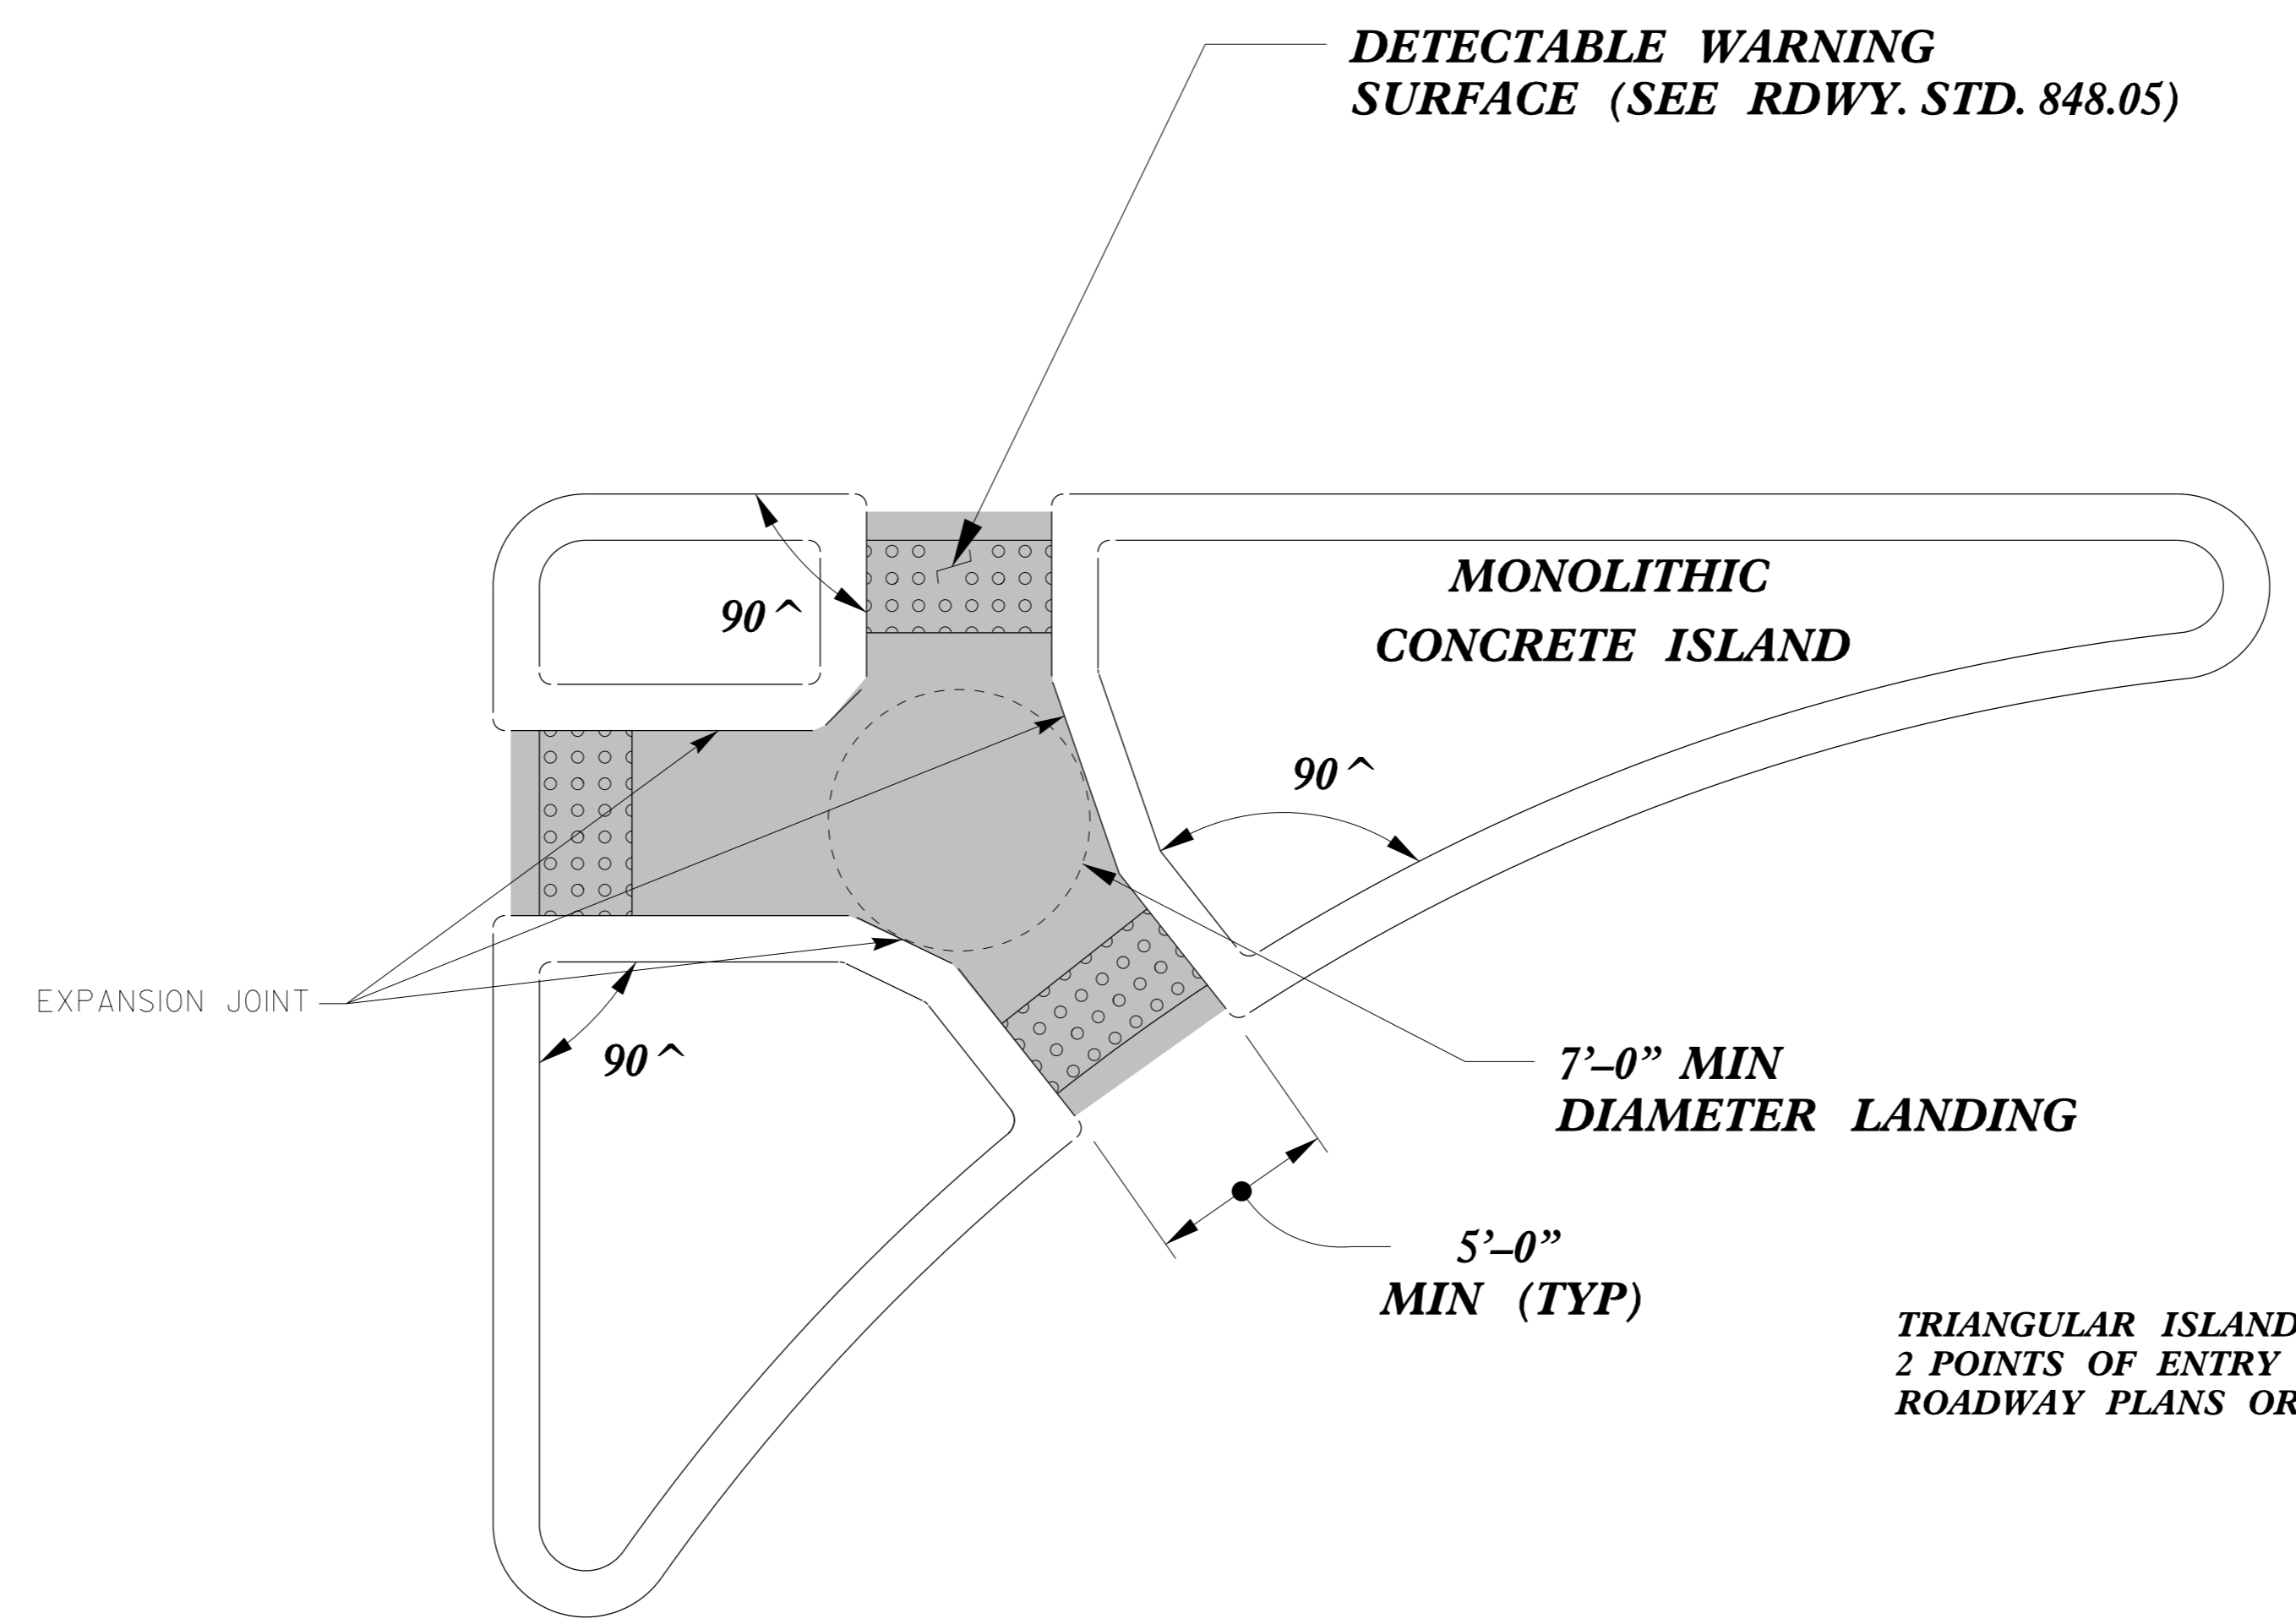 DETECTABLE WARNING
SURFACE (SEE RDWY. STD. 848.05)
MONOLITHIC
CONCRETE ISLAND
90^
90^
EXPANSION JOINT
90^
7'–0” MIN
DIAMETER LANDING
5'–0”
MIN (TYP)
TRIANGULAR ISLAND
2 POINTS OF ENTRY
ROADWAY PLANS OR